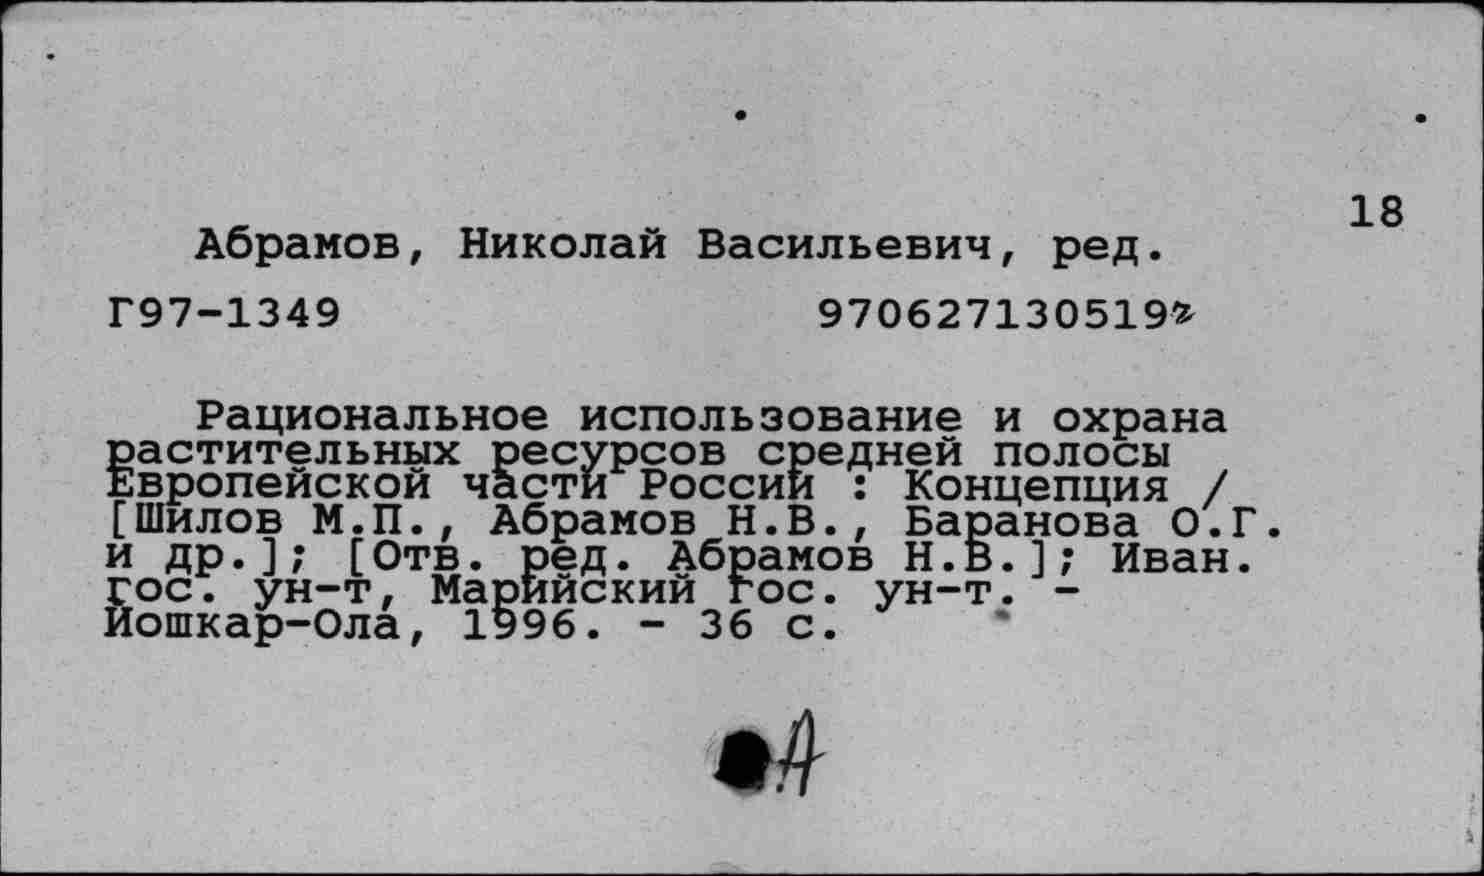 18
Абрамов, Николай Васильевич, ред.
Г97-1349 970627130519
Рациональное использование и охрана
растительных ресурсов средней полосы
Европейской части России : Концепция /
[Шилов М.П., Абрамов Н.В., Баранова О.Г.
и др.]; [Отв. ред. Абрамов Н.В.]; Иван.
гос. ун-т, Марийский гос. ун-т. -
Йошкар-Ола, 1996. - 36 с.
А